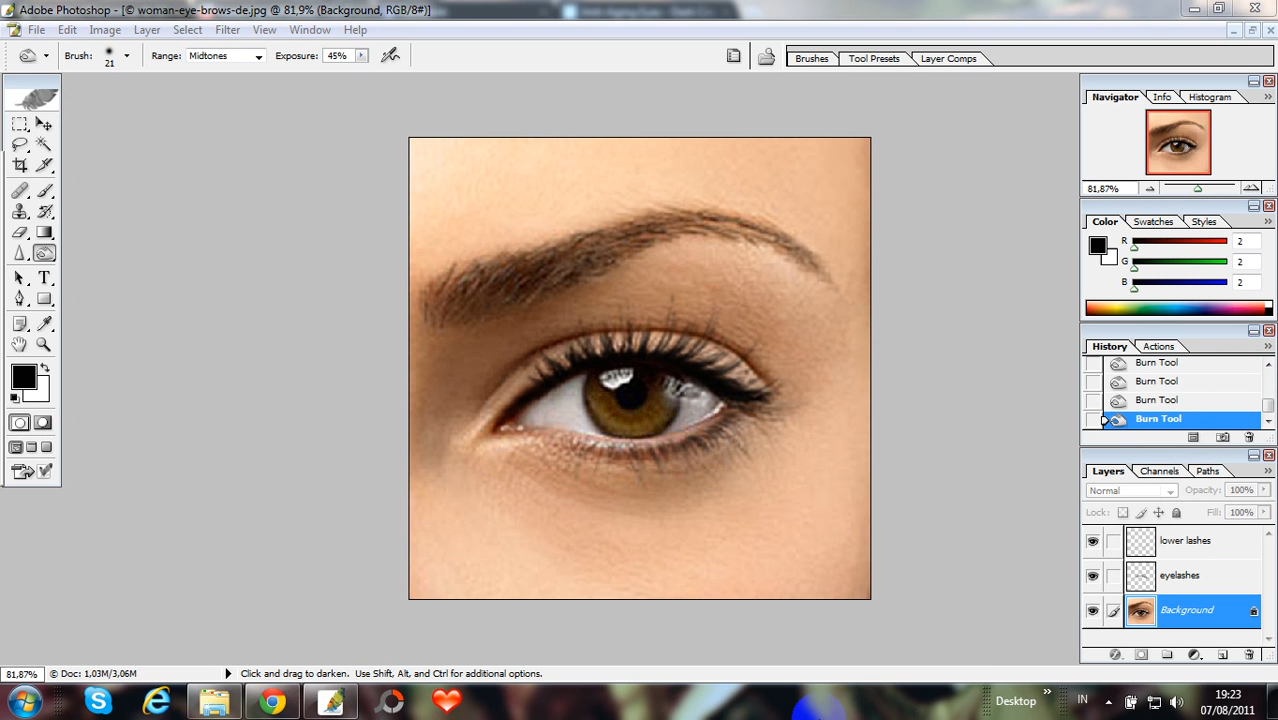 Adobe Photoshop - [© woman-eye-brows-de.jpg @ 81,9% (Background, RGB/8#)]
File Edit Image Layer Select Filter View Window Help
Brush: 21 Range: Midtones Exposure: 45% Brushes Tool Presets Layer Comps
Navigator Info Histogram
81,87%
Color Swatches Styles
R 2
G 2
B 2
T
History Actions
Burn Tool
Burn Tool
Burn Tool
Burn Tool
Layers Channels Paths
Normal Opacity: 100%
Lock: Fill: 100%
lower lashes
eyelashes
Background
81,87% Doc: 1,03M/3,06M Click and drag to darken. Use Shift, Alt, and Ctrl for additional options.
Desktop IN 19:23
07/08/2011